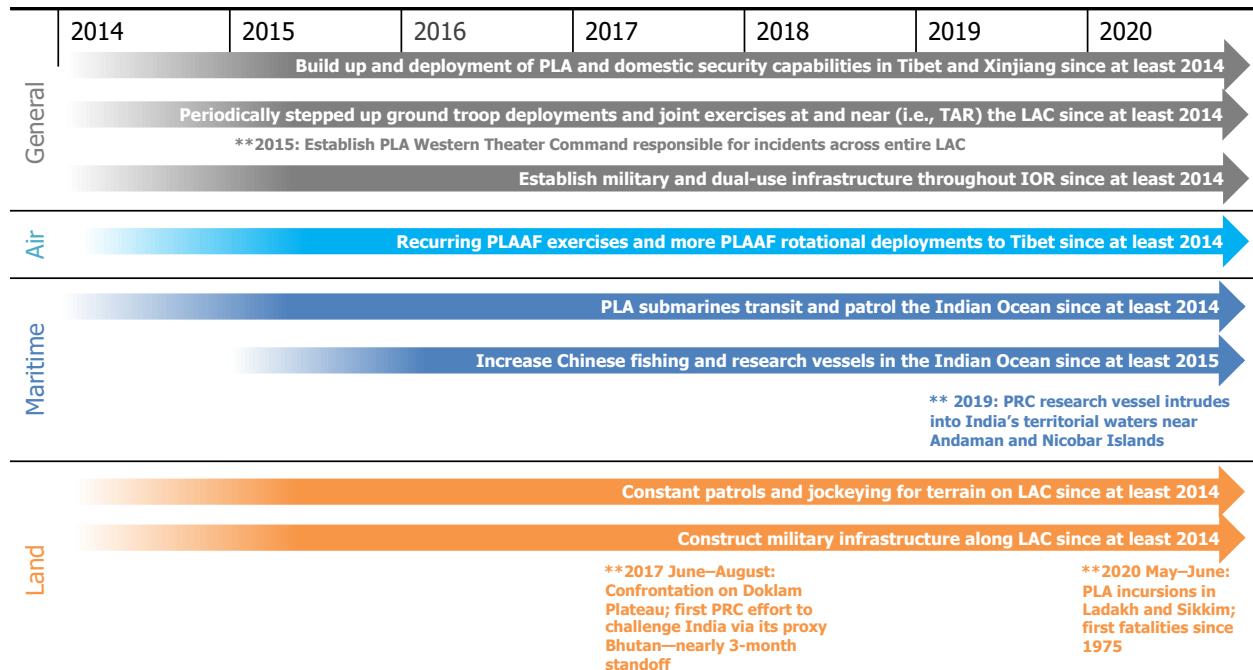 2014 2015 2016 2017 2018 2019 2020
General
Build up and deployment of PLA and domestic security capabilities in Tibet and Xinjiang since at least 2014
Periodically stepped up ground troop deployments and joint exercises at and near (i.e., TAR) the LAC since at least 2014
**2015: Establish PLA Western Theater Command responsible for incidents across entire LAC
Establish military and dual-use infrastructure throughout IOR since at least 2014
Air
Recurring PLAAF exercises and more PLAAF rotational deployments to Tibet since at least 2014
Maritime
PLA submarines transit and patrol the Indian Ocean since at least 2014
Increase Chinese fishing and research vessels in the Indian Ocean since at least 2015
** 2019: PRC research vessel intrudes
into India’s territorial waters near
Andaman and Nicobar Islands
Land
Constant patrols and jockeying for terrain on LAC since at least 2014
Construct military infrastructure along LAC since at least 2014
**2017 June–August:
Confrontation on Doklam
Plateau; first PRC effort to
challenge India via its proxy
Bhutan—nearly 3-month
standoff
**2020 May–June:
PLA incursions in
Ladakh and Sikkim;
first fatalities since
1975